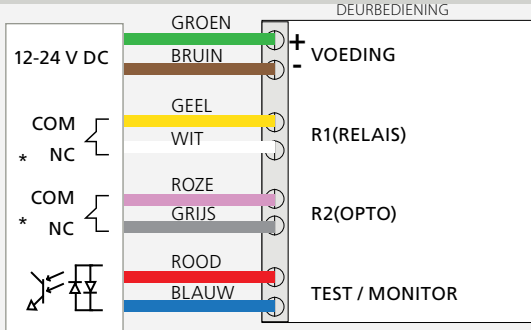 DEURBEDIENING
12-24 V DC
GROEN
BRUIN
+
-
VOEDING
COM
* NC
GEEL
WIT
R1(RELAIS)
COM
* NC
ROZE
GRIJS
R2(OPTO)
ROOD
BLAUW
TEST / MONITOR